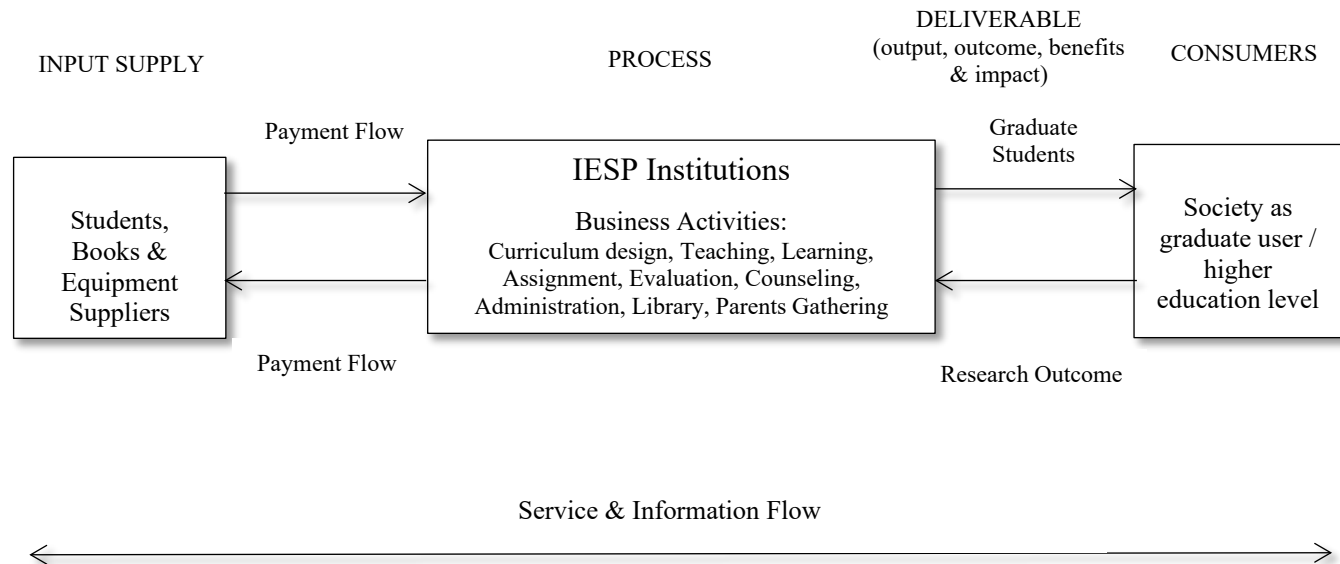 INPUT SUPPLY
PROCESS
DELIVERABLE
(output, outcome, benefits
& impact)
CONSUMERS
Payment Flow
Graduate
Students
Students,
Books &
Equipment
Suppliers
IESP Institutions
Business Activities:
Curriculum design, Teaching, Learning,
Assignment, Evaluation, Counseling,
Administration, Library, Parents Gathering
Society as
graduate user /
higher
education level
Payment Flow
Research Outcome
Service & Information Flow